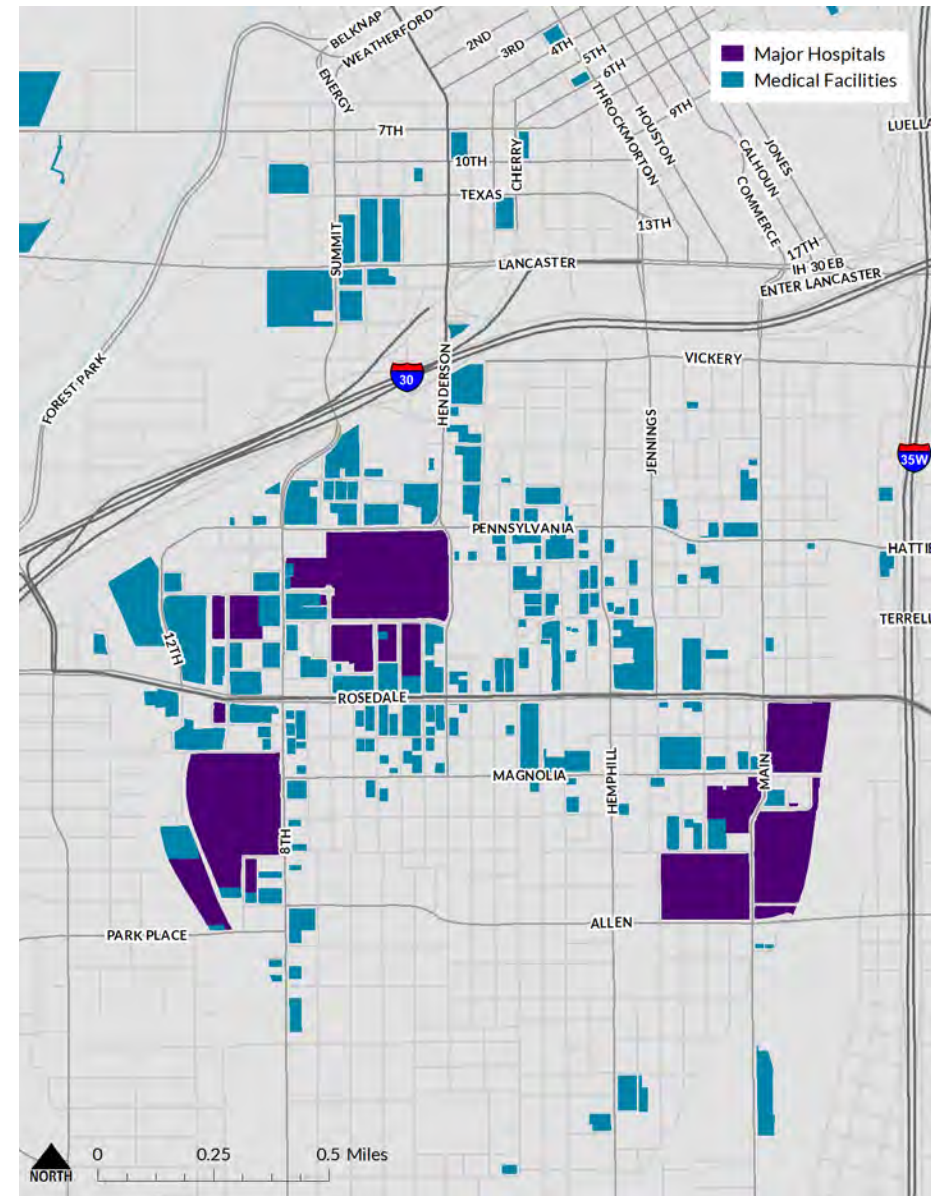 BELKNAP
WEATHERFORD
ENERGY
2ND
3RD
4TH
5TH
6TH
THROCKMORTON
HOUSTON
9TH
JONES
CALHOUN
COMMERCE
Major Hospitals
Medical Facilities
LUELLA
7TH
10TH
CHERRY
TEXAS
13TH
17TH
SUMMIT
LANCASTER
IH 30 EB
ENTER LANCASTER
FOREST PARK
30
HENDERSON
VICKERY
JENNINGS
35W
PENNSYLVANIA
HATTIE
12TH
TERRELL
ROSEDALE
MAGNOLIA
HEMPHILL
MAIN
8TH
ALLEN
PARK PLACE
NORTH
0 0.25 0.5 Miles